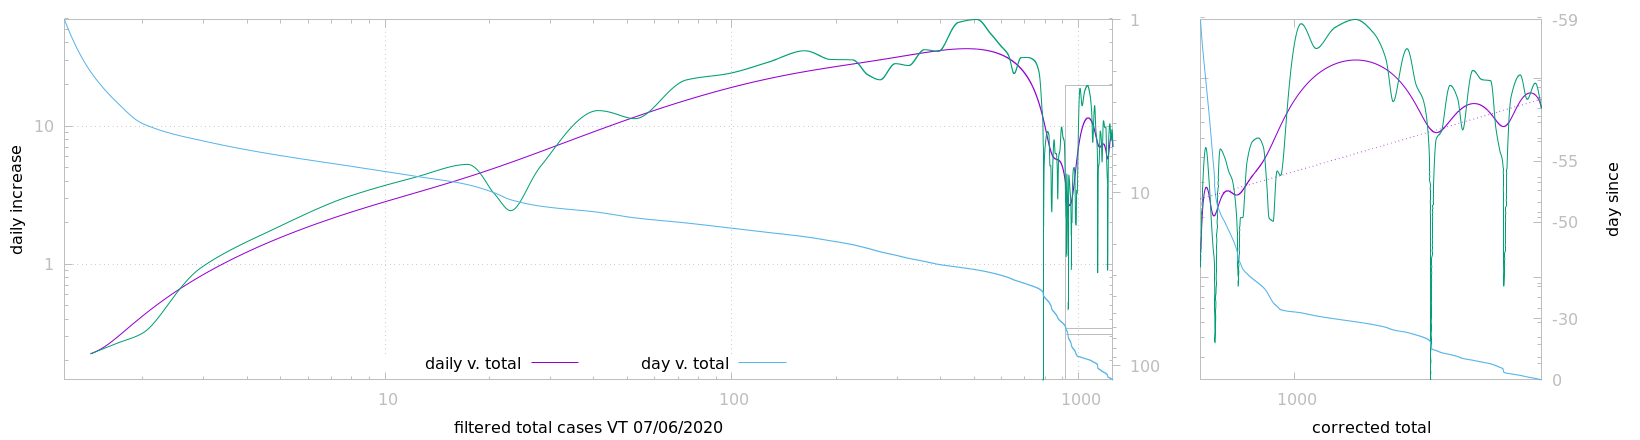 1
-59
10
-55
daily increase
10
-50
day since
1
-30
daily v. total
day v. total
100
0
10
100
1000
1000
filtered total cases VT 07/06/2020
corrected total